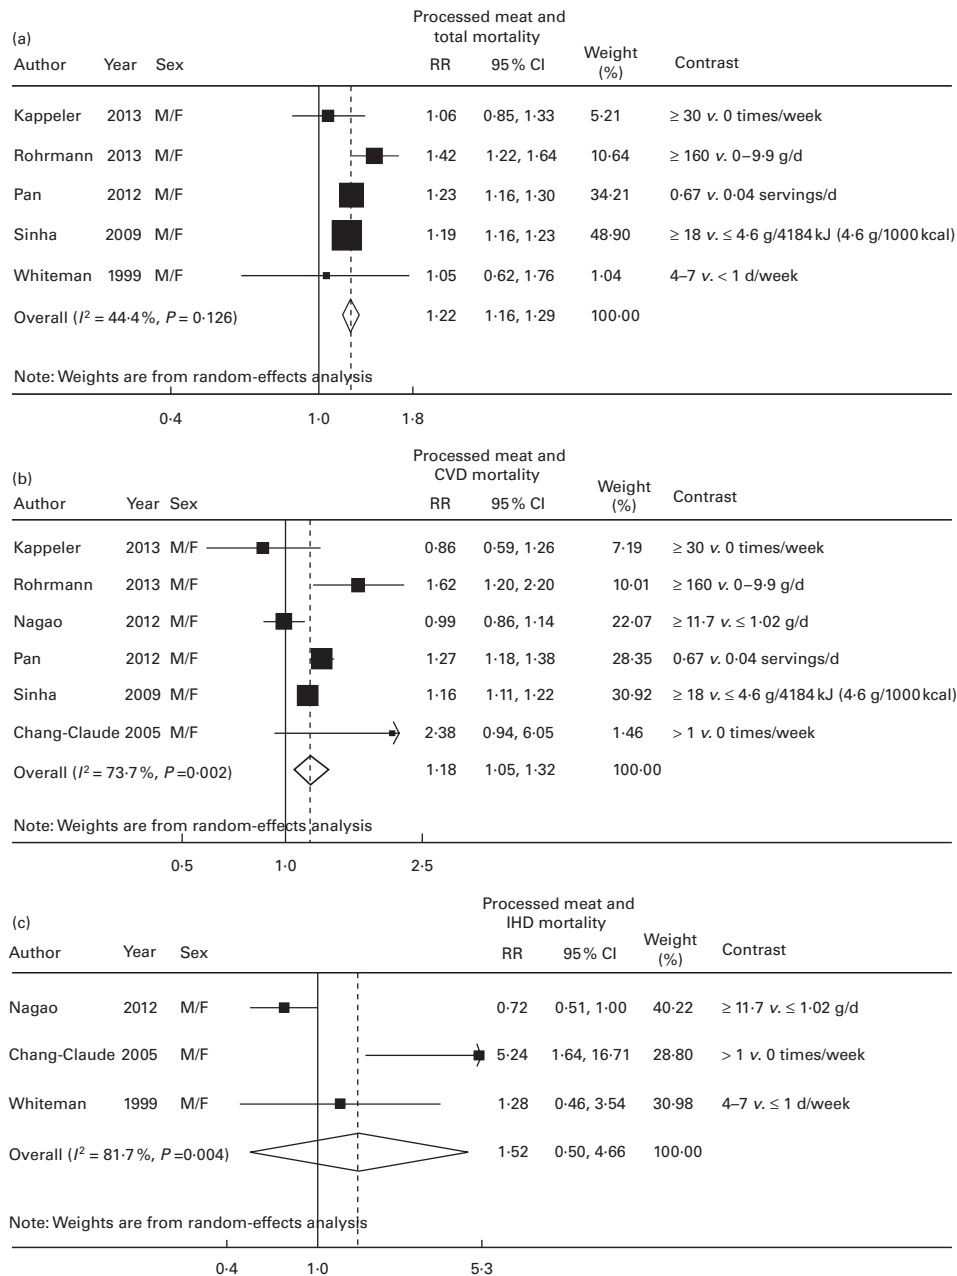 Processed meat and
(a) total mortality
Author Year Sex RR 95 % CI Weight (%) Contrast
Kappeler 2013 M/F 1·06 0·85, 1·33 5·21 ≥ 30 v. 0 times/week
Rohrmann 2013 M/F 1·42 1·22, 1·64 10·64 ≥ 160 v. 0–9·9 g/d
Pan 2012 M/F 1·23 1·16, 1·30 34·21 0·67 v. 0·04 servings/d
Sinha 2009 M/F 1·19 1·16, 1·23 48·90 ≥ 18 v. ≤ 4·6 g/4184 kJ (4·6 g/1000 kcal)
Whiteman 1999 M/F 1·05 0·62, 1·76 1·04 4–7 v. < 1 d/week
Overall (I² = 44·4 %, P = 0·126) 1·22 1·16, 1·29 100·00
Note: Weights are from random-effects analysis
0·4 1·0 1·8
Processed meat and
(b) CVD mortality
Author Year Sex RR 95 % CI Weight (%) Contrast
Kappeler 2013 M/F 0·86 0·59, 1·26 7·19 ≥ 30 v. 0 times/week
Rohrmann 2013 M/F 1·62 1·20, 2·20 10·01 ≥ 160 v. 0–9·9 g/d
Nagao 2012 M/F 0·99 0·86, 1·14 22·07 ≥ 11·7 v. ≤ 1·02 g/d
Pan 2012 M/F 1·27 1·18, 1·38 28·35 0·67 v. 0·04 servings/d
Sinha 2009 M/F 1·16 1·11, 1·22 30·92 ≥ 18 v. ≤ 4·6 g/4184 kJ (4·6 g/1000 kcal)
Chang-Claude 2005 M/F 2·38 0·94, 6·05 1·46 > 1 v. 0 times/week
Overall (I² = 73·7 %, P =0·002) 1·18 1·05, 1·32 100·00
Note: Weights are from random-effects analysis
0·5 1·0 2·5
Processed meat and
(c) IHD mortality
Author Year Sex RR 95 % CI Weight (%) Contrast
Nagao 2012 M/F 0·72 0·51, 1·00 40·22 ≥ 11·7 v. ≤ 1·02 g/d
Chang-Claude 2005 M/F 5·24 1·64, 16·71 28·80 > 1 v. 0 times/week
Whiteman 1999 M/F 1·28 0·46, 3·54 30·98 4–7 v. ≤ 1 d/week
Overall (I² = 81·7 %, P =0·004) 1·52 0·50, 4·66 100·00
Note: Weights are from random-effects analysis
0·4 1·0 5·3